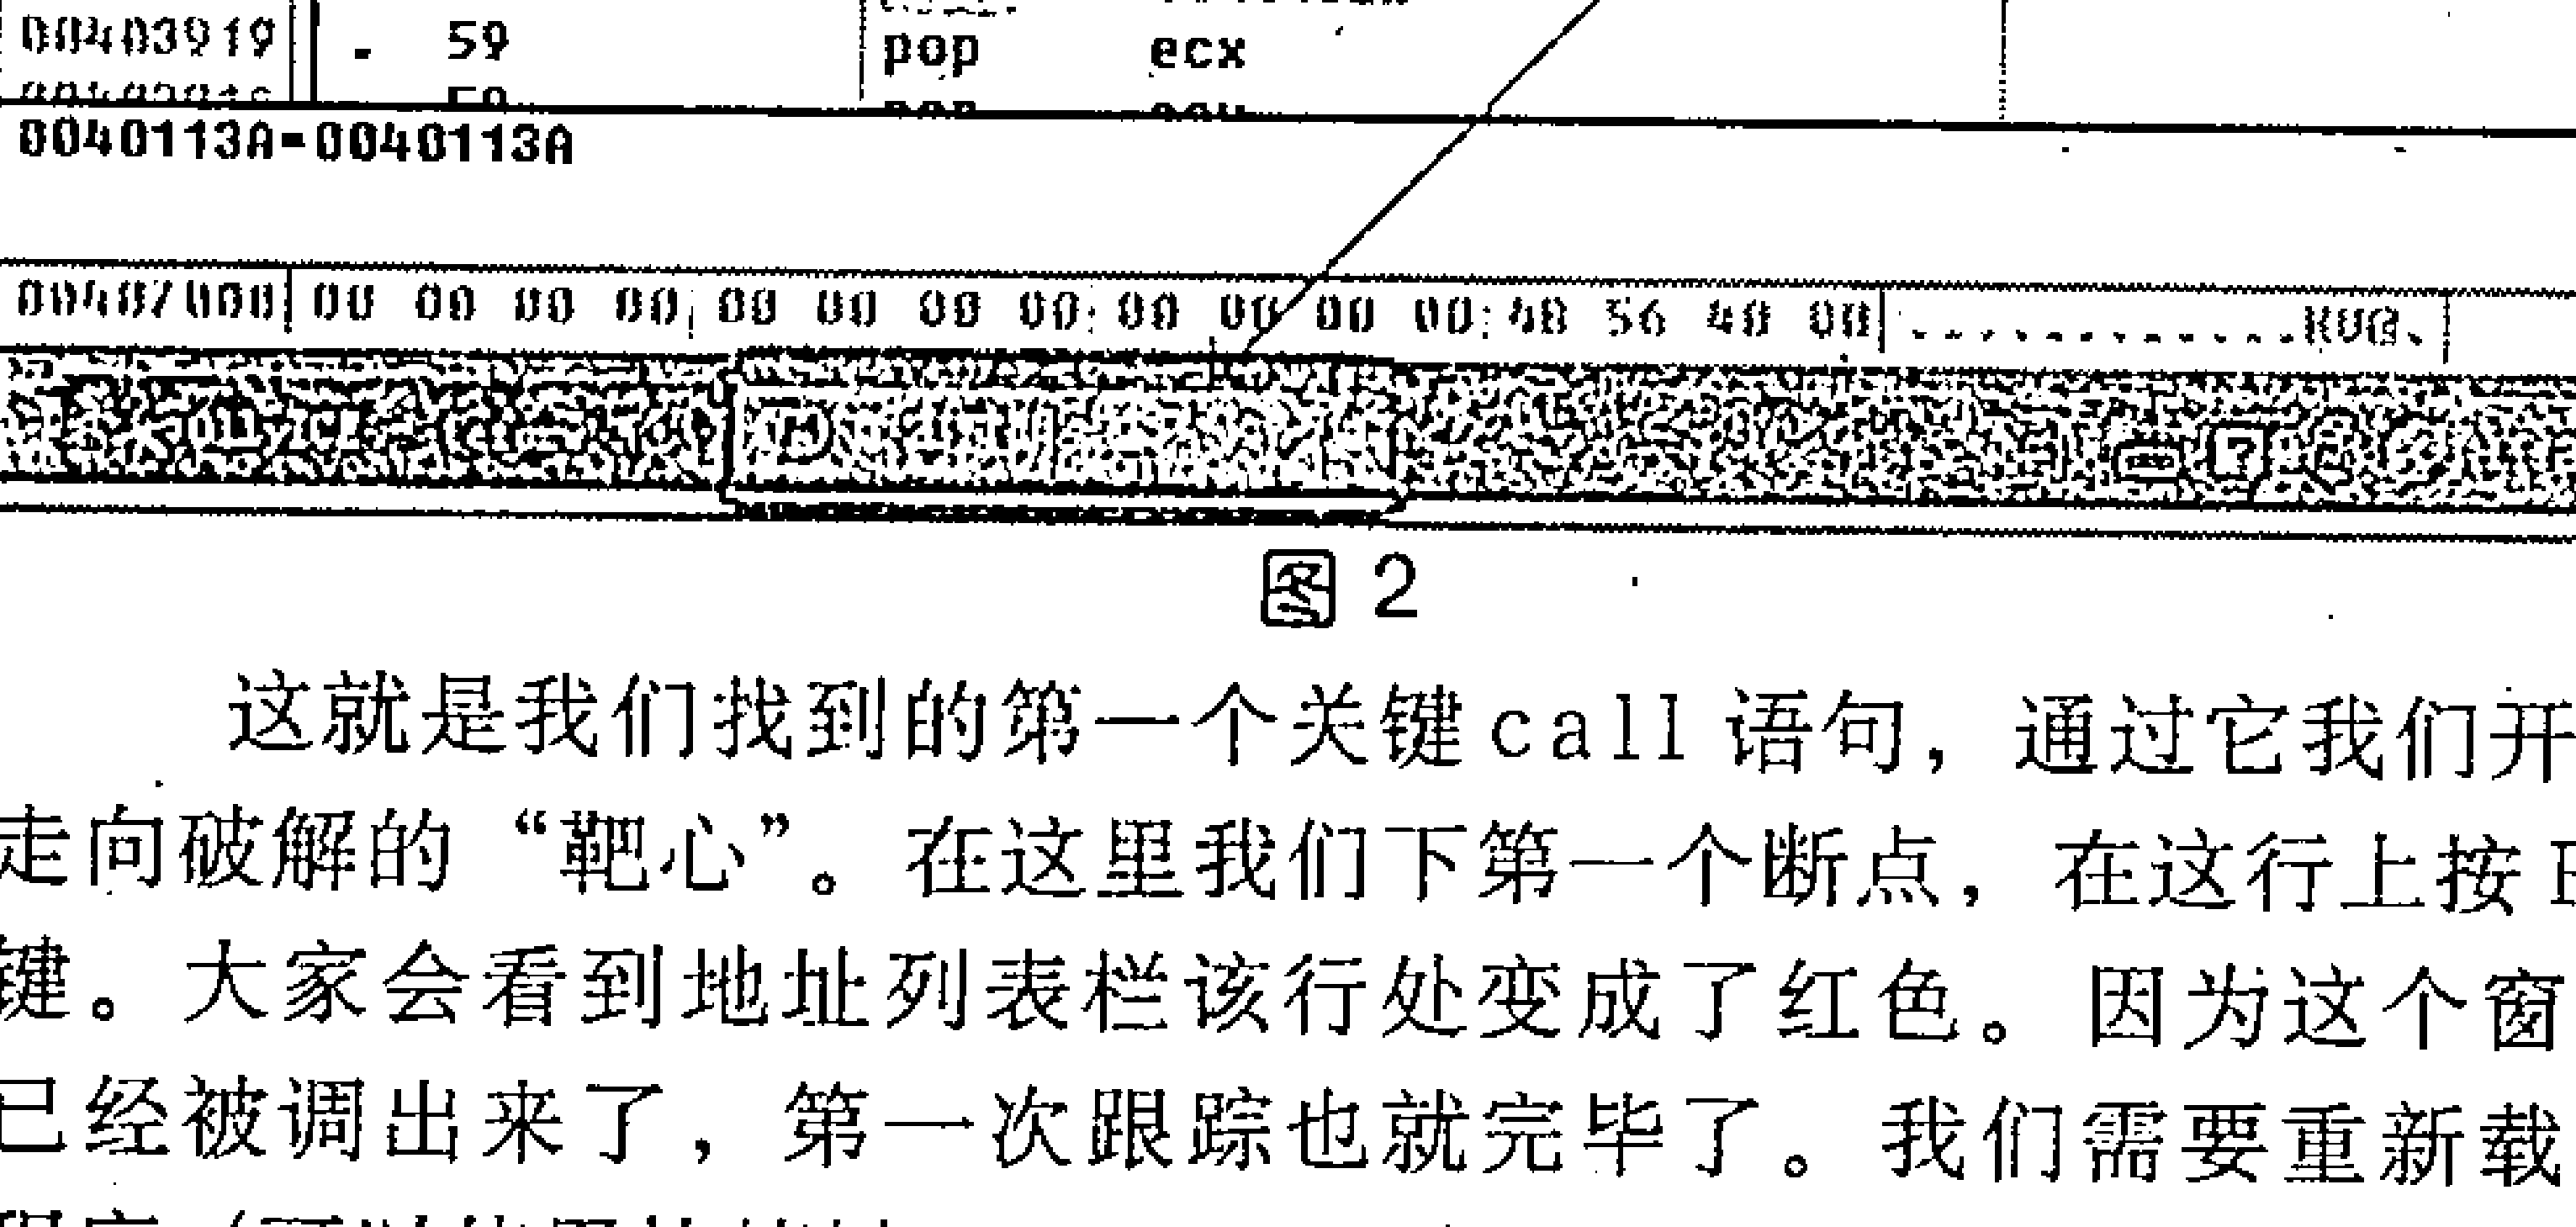 00403919 . 59 pop ecx
0040113A=0040113A
00407000 00 00 00 00 00 00 00 00 00 00 00 00 48 56 40 00 ............KV@.
图 2
这就是我们找到的第一个关键call 语句，通过它我们开
走向破解的“靶心”。在这里我们下第一个断点，在这行上按
键。大家会看到地址列表栏该行处变成了红色。因为这个窗
已经被调出来了，第一次跟踪也就完毕了。我们需要重新载